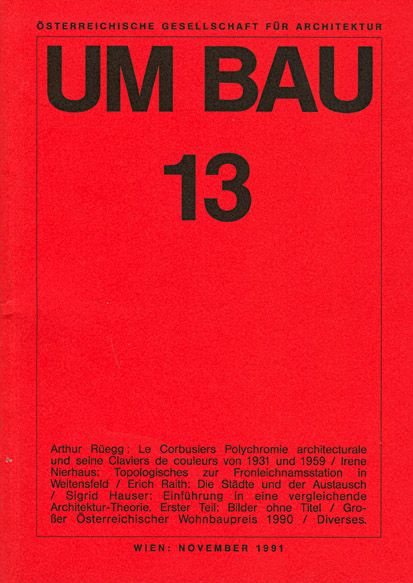 ÖSTERREICHISCHE GESELLSCHAFT FÜR ARCHITEKTUR
UM BAU
13
Arthur Rüegg: Le Corbusiers Polychromie architecturale
und seine Claviers de couleurs von 1931 und 1959 / Irene
Nierhaus: Topologisches zur Fronleichnamsstation in
Weitensfeld / Erich Raith: Die Städte und der Austausch
/ Sigrid Hauser: Einführung in eine vergleichende
Architektur-Theorie. Erster Teil: Bilder ohne Titel / Gro-
ßer Österreichischer Wohnbaupreis 1990 / Diverses.
WIEN: NOVEMBER 1991